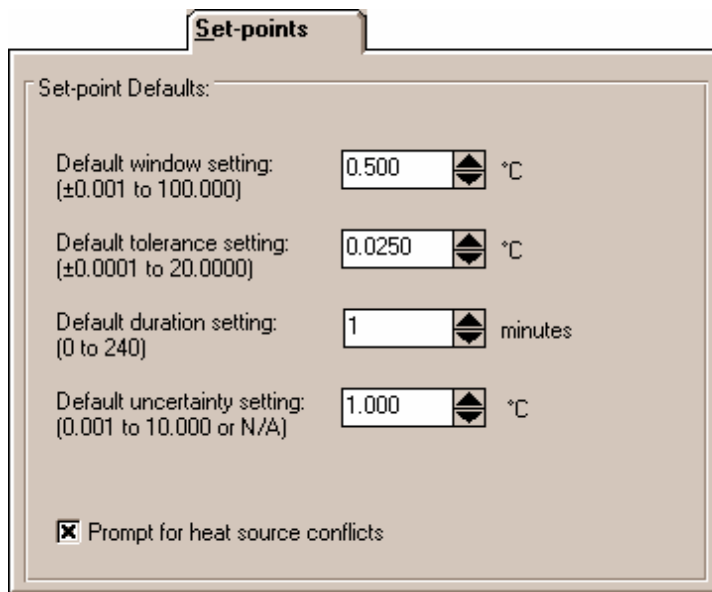 Set-points
Set-point Defaults:
Default window setting:
(±0.001 to 100.000)
0.500
°C
Default tolerance setting:
(±0.0001 to 20.0000)
0.0250
°C
Default duration setting:
(0 to 240)
1
minutes
Default uncertainty setting:
(0.001 to 10.000 or N/A)
1.000
°C
Prompt for heat source conflicts